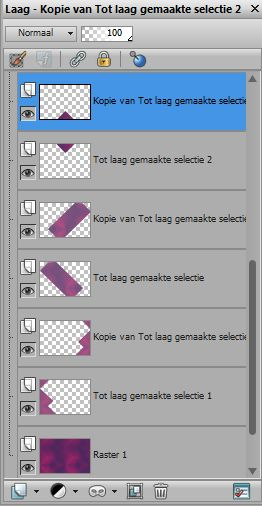 Laag - Kopie van Tot laag gemaakte selectie 2
Normaal
100
Kopie van Tot laag gemaakte selectie
Tot laag gemaakte selectie 2
Kopie van Tot laag gemaakte selectie
Tot laag gemaakte selectie
Kopie van Tot laag gemaakte selectie
Tot laag gemaakte selectie 1
Raster 1